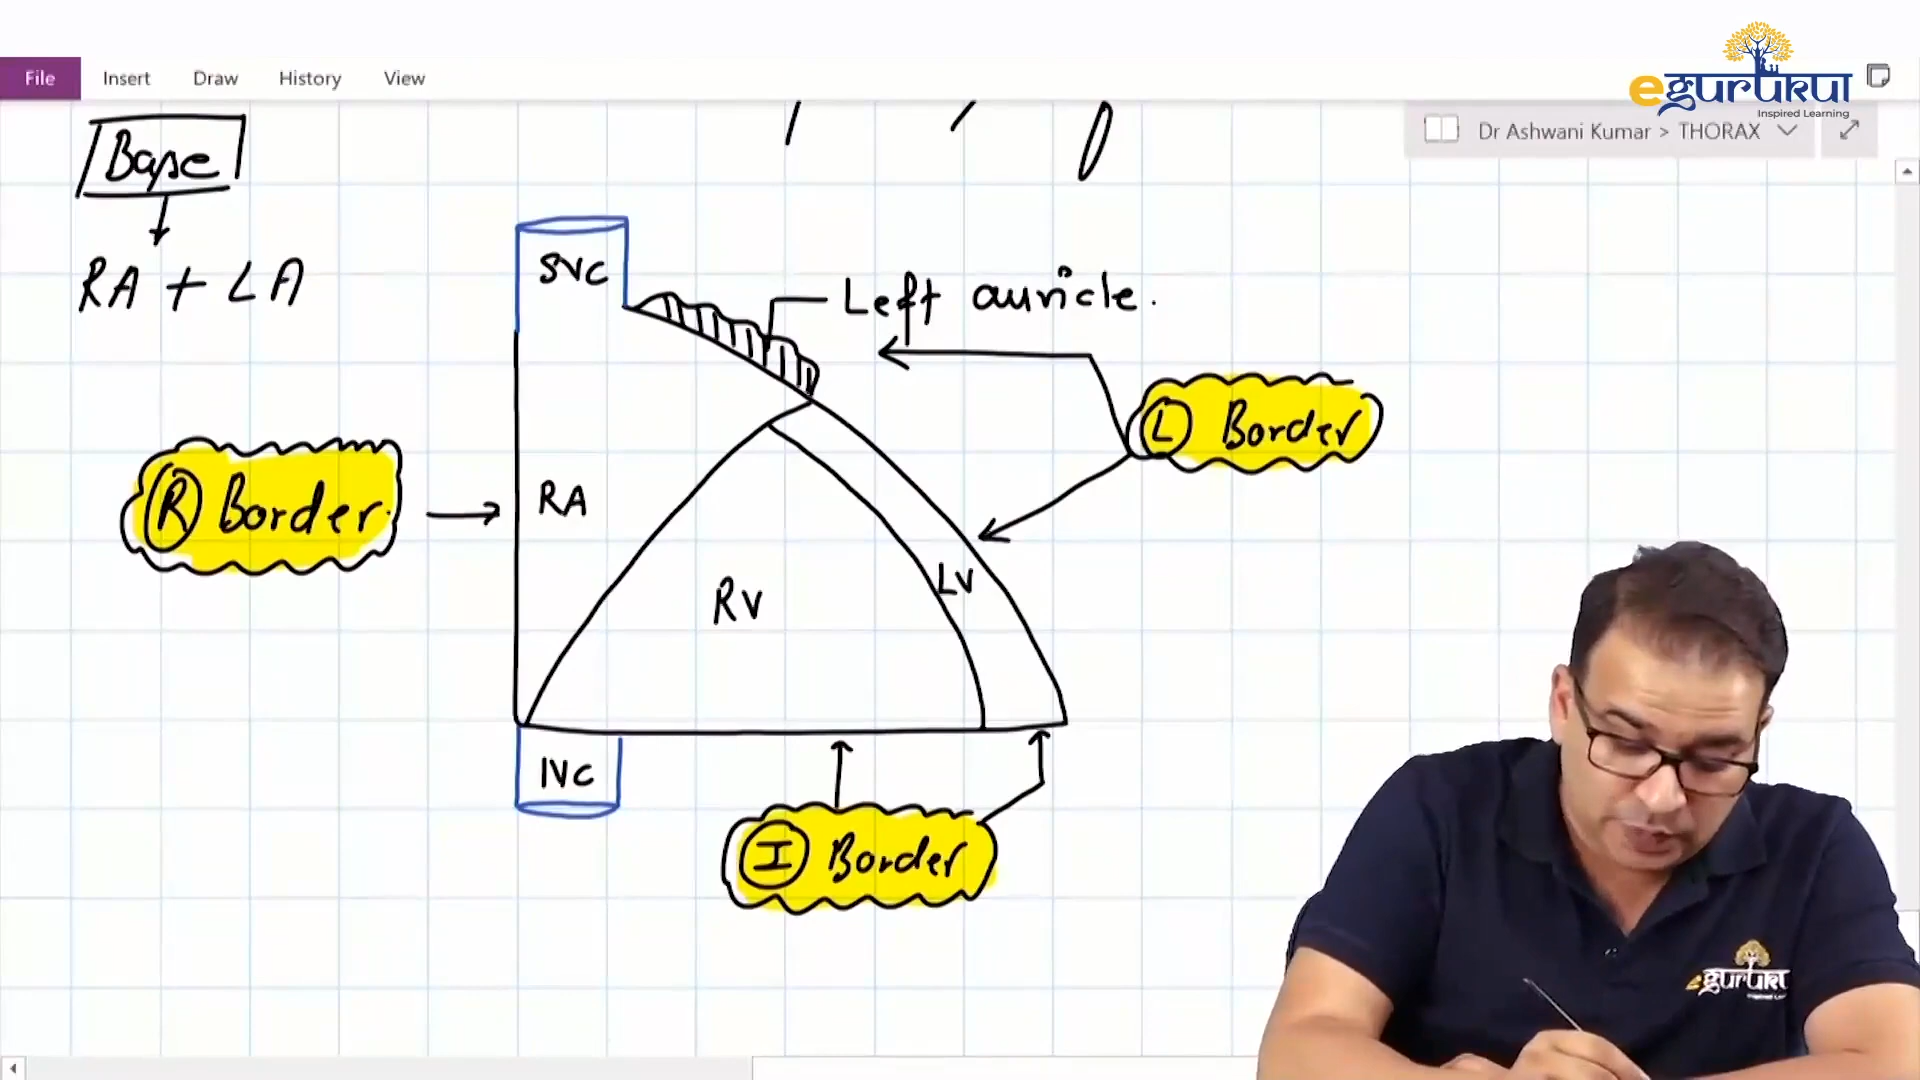 egurukul
Inspired Learning
File Insert Draw History View
Dr Ashwani Kumar > THORAX
Base
RA + LA
SVC
Left auricle.
L Border
R Border.
RA
RV
LV
IVC
I Border
egurukul